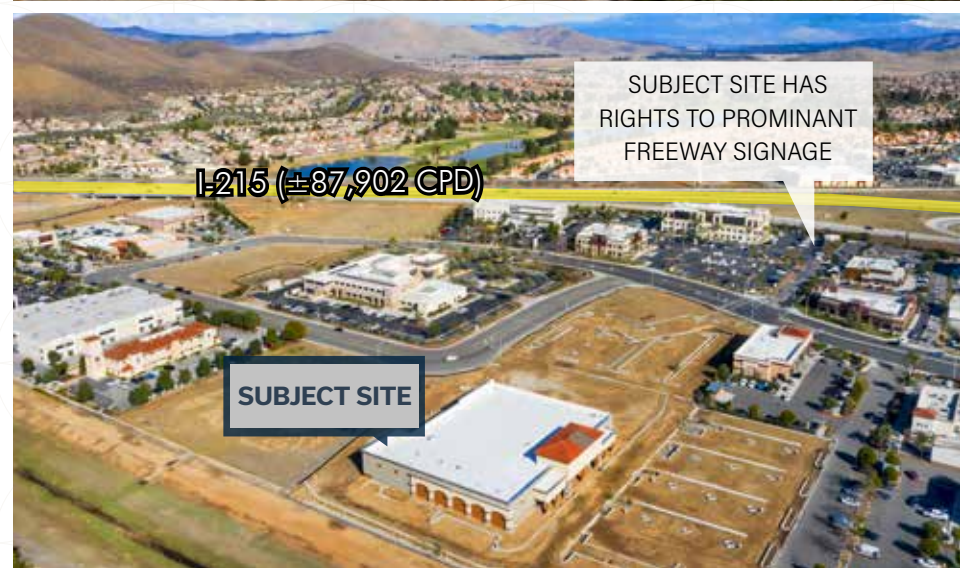 SUBJECT SITE HAS
RIGHTS TO PROMINANT
FREEWAY SIGNAGE
I-215 (±87,902 CPD)
SUBJECT SITE